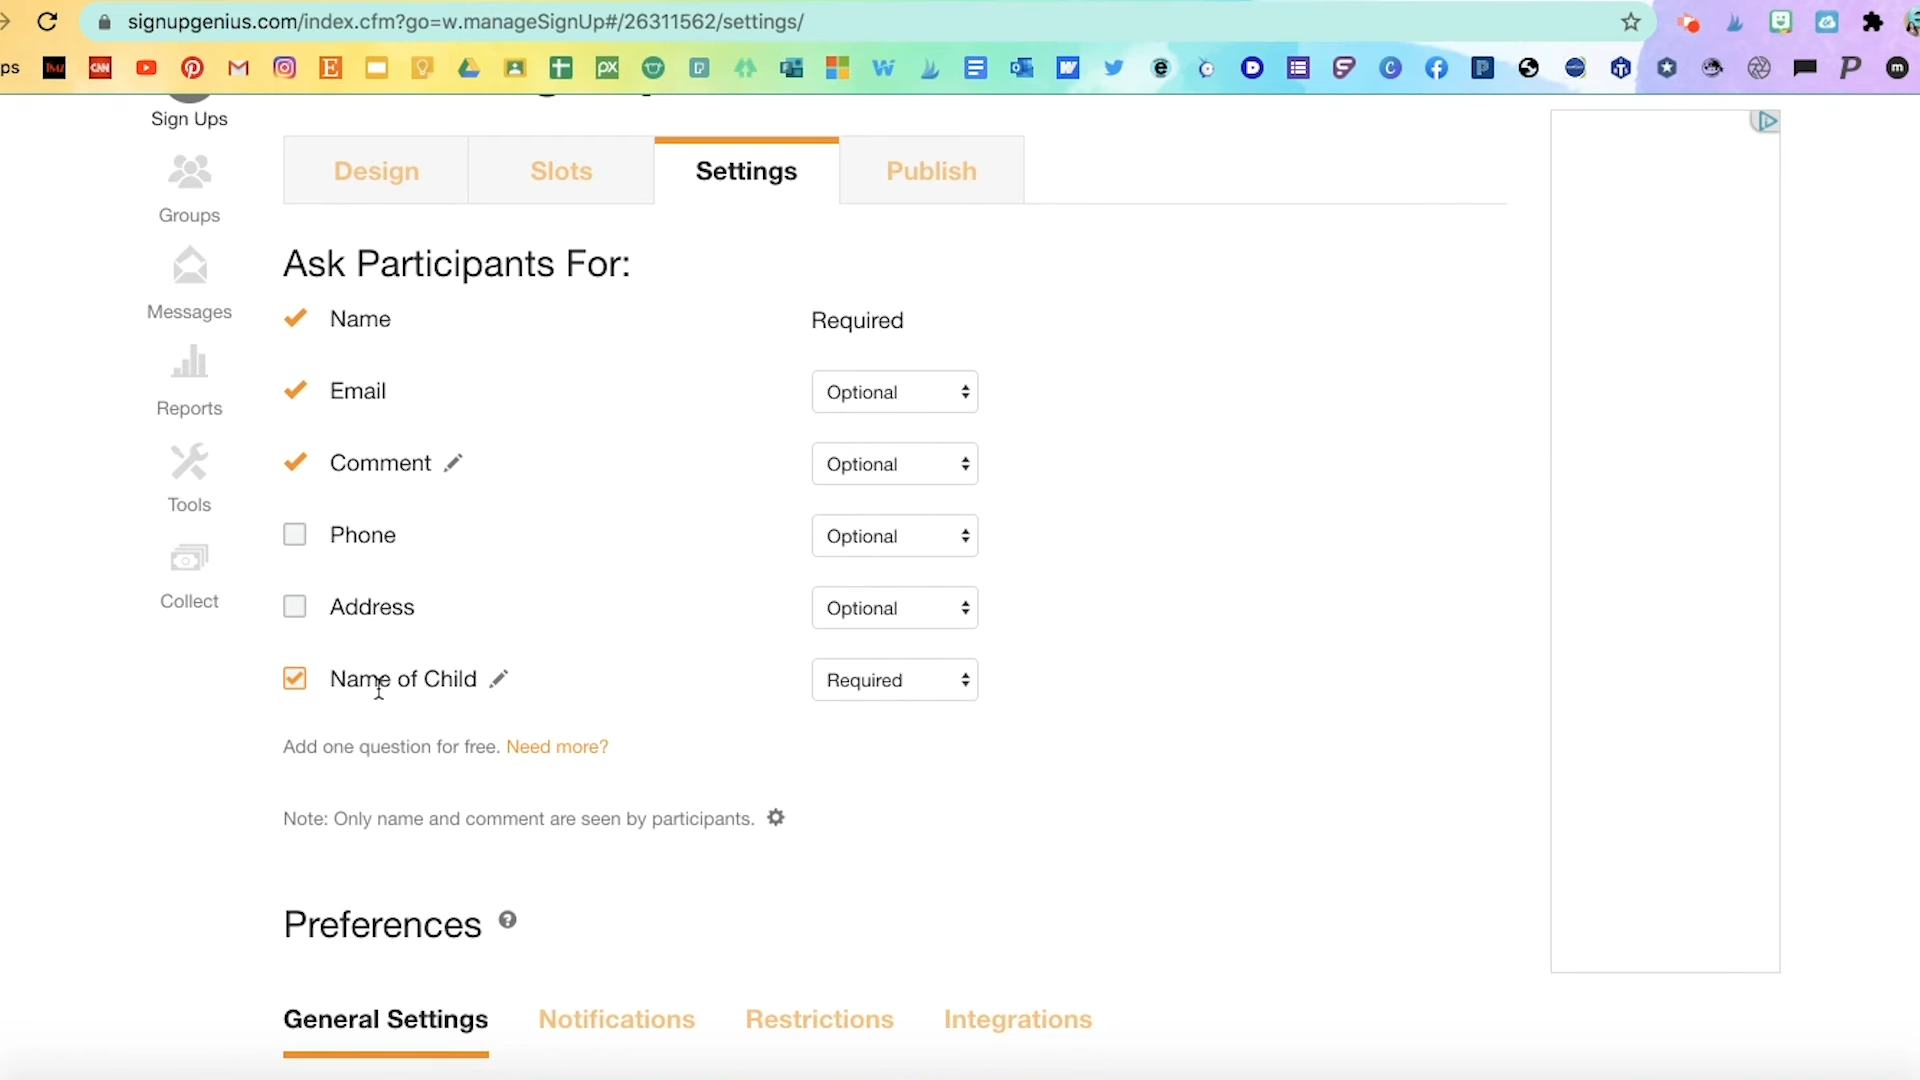 signupgenius.com/index.cfm?go=w.manageSignUp#/26311562/settings/
ps
CNN
Sign Ups
Groups
Messages
Reports
Tools
Collect
Design Slots Settings Publish
Ask Participants For:
Name Required
Email Optional
Comment Optional
Phone Optional
Address Optional
Name of Child Required
Add one question for free. Need more?
Note: Only name and comment are seen by participants.
Preferences
General Settings Notifications Restrictions Integrations